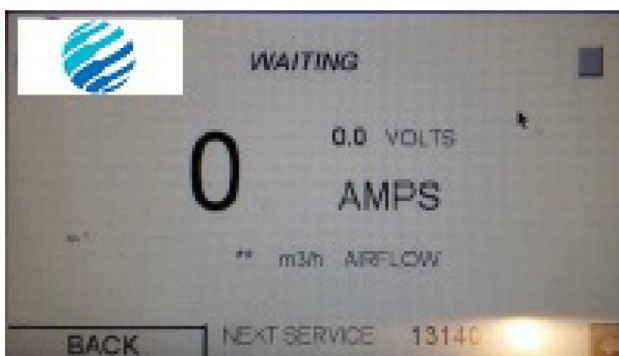 WAITING
0.0 VOLTS
0 AMPS
** m3/h AIRFLOW
BACK NEXT SERVICE 13140